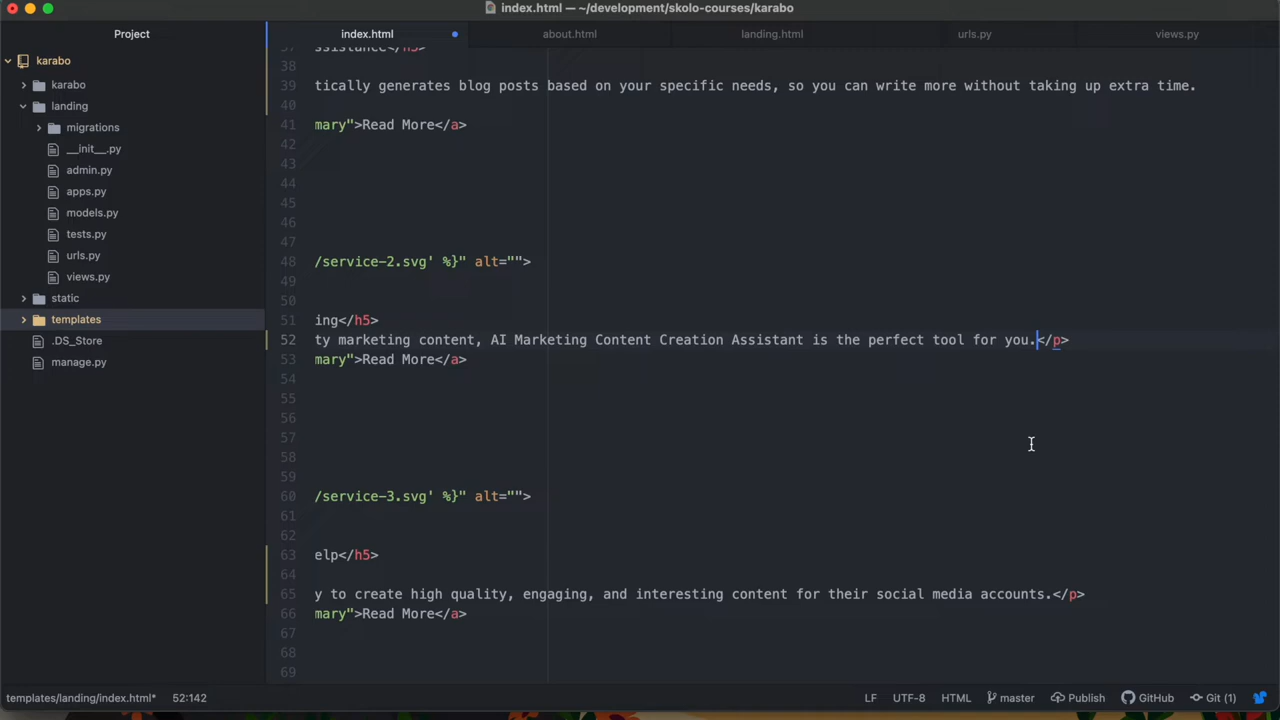 index.html — ~/development/skolo-courses/karabo
Project
index.html
about.html
landing.html
urls.py
views.py
karabo
karabo
landing
migrations
__init__.py
admin.py
apps.py
models.py
tests.py
urls.py
views.py
static
templates
.DS_Store
manage.py
37 ssistance</h5>
38
39 tically generates blog posts based on your specific needs, so you can write more without taking up extra time.
40
41 mary">Read More</a>
42
43
44
45
46
47
48 /service-2.svg' %}" alt="">
49
50
51 ing</h5>
52 ty marketing content, AI Marketing Content Creation Assistant is the perfect tool for you.</p>
53 mary">Read More</a>
54
55
56
57
58
59
60 /service-3.svg' %}" alt="">
61
62
63 elp</h5>
64
65 y to create high quality, engaging, and interesting content for their social media accounts.</p>
66 mary">Read More</a>
67
68
69
templates/landing/index.html* 52:142
LF UTF-8 HTML master Publish GitHub Git (1)